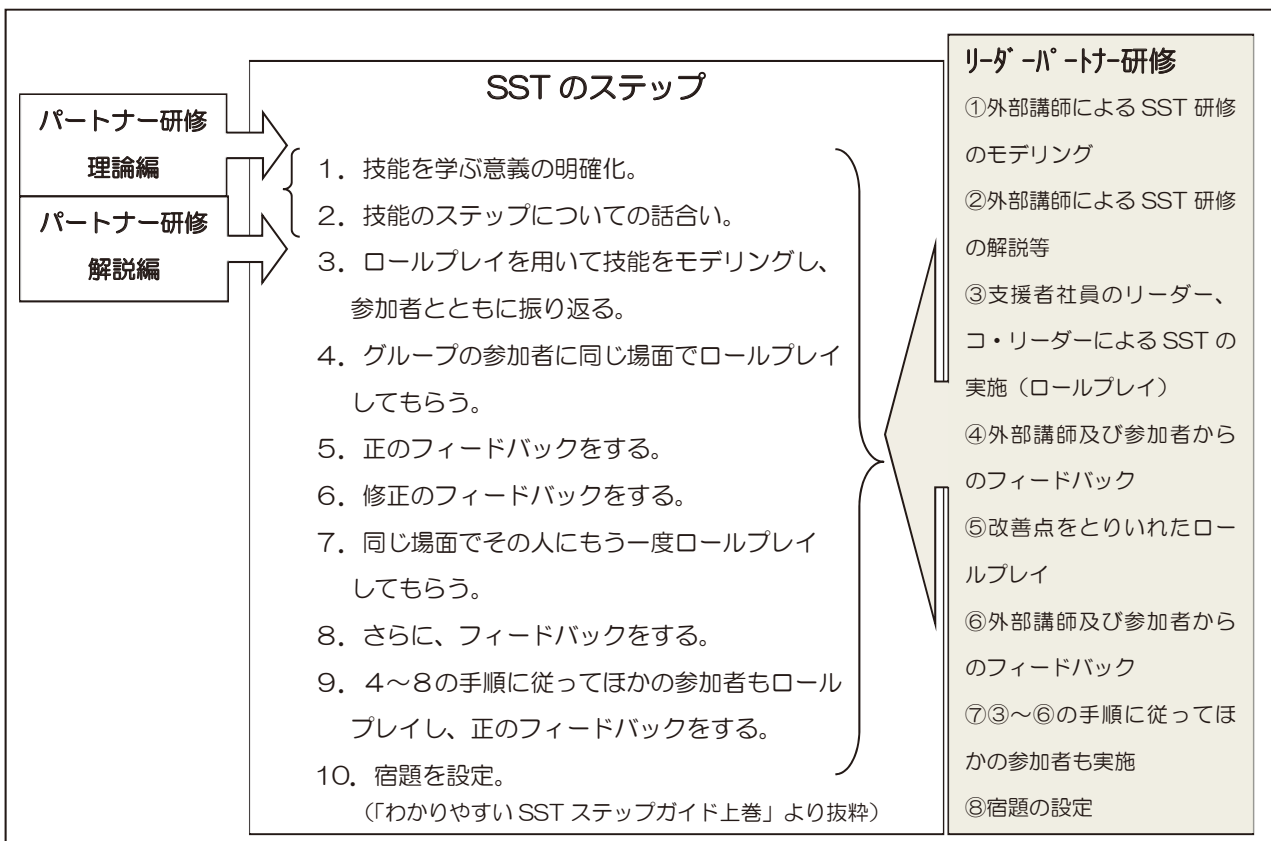 パートナー研修
理論編
パートナー研修
解説編
SST のステップ
1．技能を学ぶ意義の明確化。
2．技能のステップについての話合い。
3．ロールプレイを用いて技能をモデリングし、
参加者とともに振り返る。
4．グループの参加者に同じ場面でロールプレイ
してもらう。
5．正のフィードバックをする。
6．修正のフィードバックをする。
7．同じ場面でその人にもう一度ロールプレイ
してもらう。
8．さらに、フィードバックをする。
9．4～8の手順に従ってほかの参加者もロール
プレイし、正のフィードバックをする。
10．宿題を設定。
（「わかりやすい SST ステップガイド上巻」より抜粋）
ﾘｰﾀﾞｰﾊﾟｰﾄﾅｰ研修
①外部講師による SST 研修
のモデリング
②外部講師による SST 研修
の解説等
③支援者社員のリーダー、
コ・リーダーによる SST の
実施（ロールプレイ）
④外部講師及び参加者から
のフィードバック
⑤改善点をとりいれたロー
ルプレイ
⑥外部講師及び参加者から
のフィードバック
⑦③～⑥の手順に従ってほ
かの参加者も実施
⑧宿題の設定